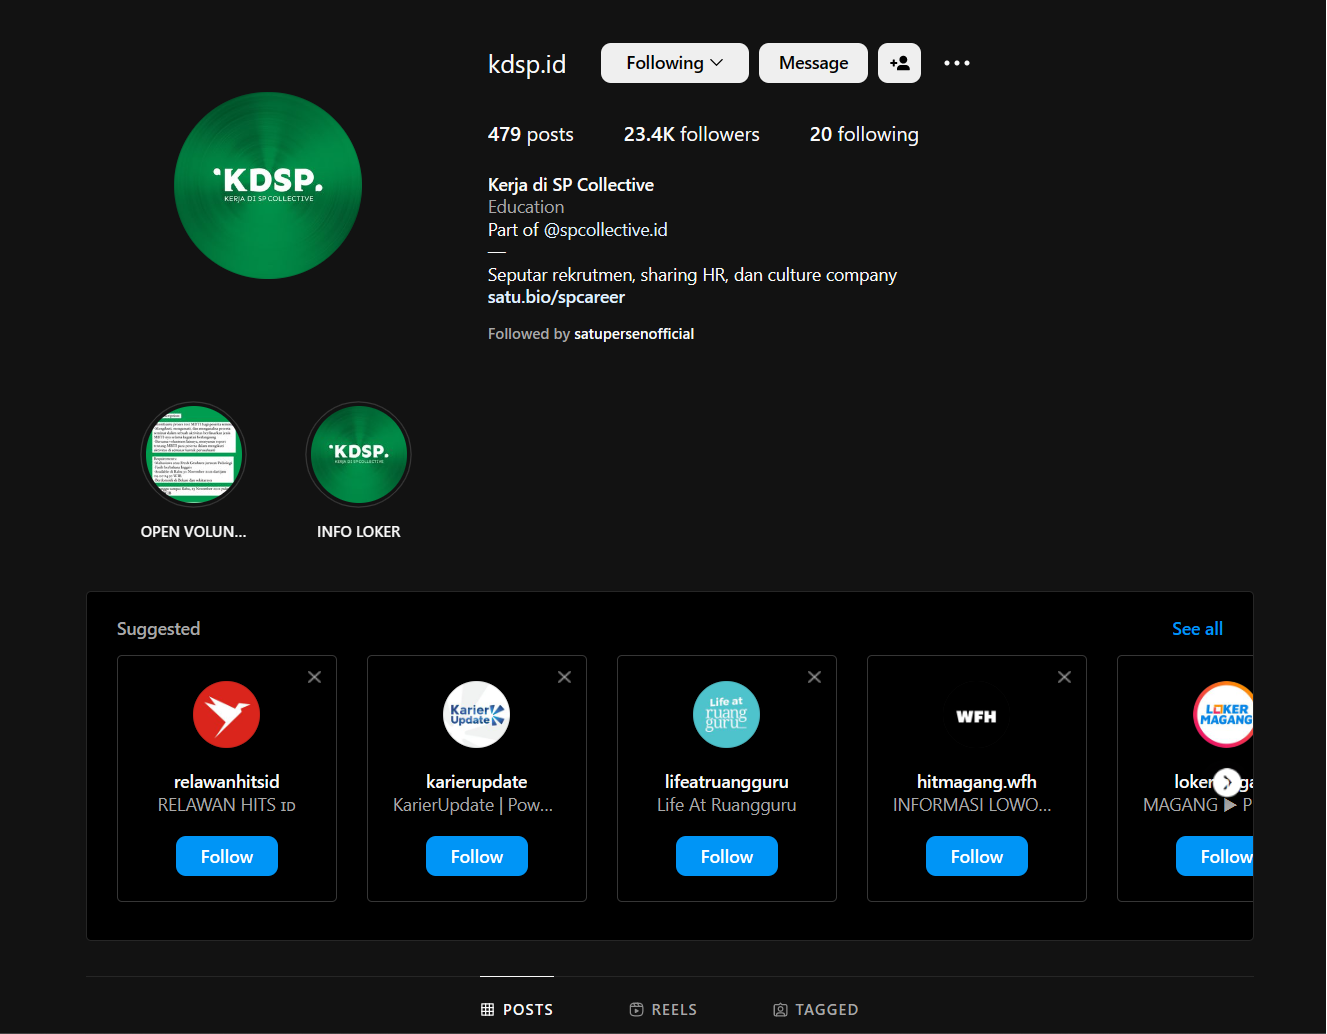 kdsp.id
Following
Message
479 posts
23.4K followers
20 following
KDSP.
KERJA DI SP COLLECTIVE
Kerja di SP Collective
Education
Part of @spcollective.id
—
Seputar rekrutmen, sharing HR, dan culture company
satu.bio/spcareer
Followed by satupersenofficial
KDSP.
KERJA DI SP COLLECTIVE
OPEN VOLUN...
INFO LOKER
Suggested
See all
Karier Update
Life at
ruang
guru
WFH
LOKER
MAGANG
relawanhitsid
RELAWAN HITS ɪᴅ
Follow
karierupdate
KarierUpdate | Pow...
Follow
lifeatruangguru
Life At Ruangguru
Follow
hitmagang.wfh
INFORMASI LOWO...
Follow
MAGANG ▶ P
Follow
POSTS
REELS
TAGGED